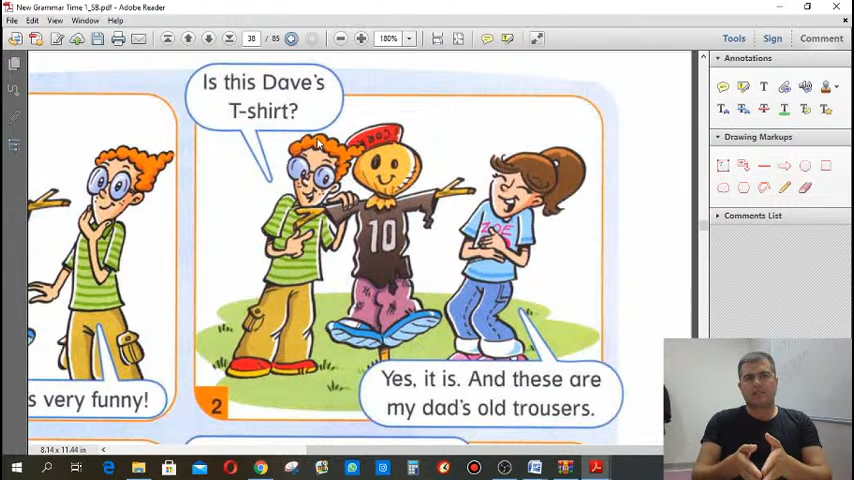 New Grammar Time 1_SB.pdf - Adobe Reader
File Edit View Window Help
38 / 85 180% Tools Sign Comment
Is this Dave's
T-shirt?
10
ZOE
s very funny!
2
Yes, it is. And these are
my dad's old trousers.
Annotations
Drawing Markups
Comments List
8.14 x 11.44 in